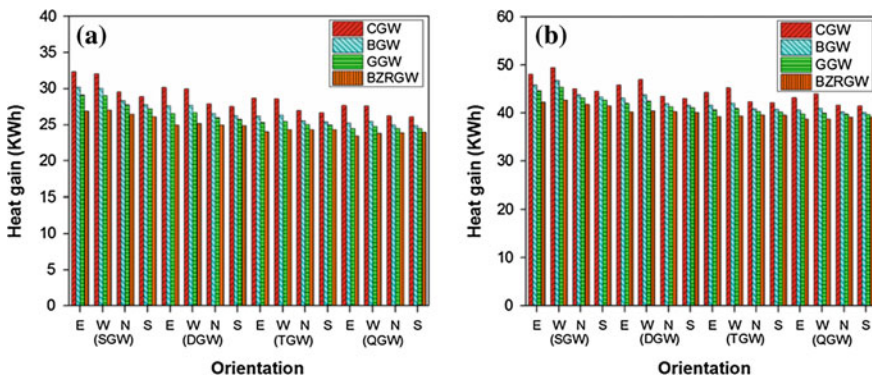 (a)
CGW
BGW
GGW
BZRGW
40
35
30
25
20
15
10
5
0
Heat gain (KWh)
E W N S E W N S E W N S E W N S
(SGW) (DGW) (TGW) (QGW)
Orientation
(b)
CGW
BGW
GGW
BZRGW
60
50
40
30
20
10
0
Heat gain (KWh)
E W N S E W N S E W N S E W N S
(SGW) (DGW) (TGW) (QGW)
Orientation